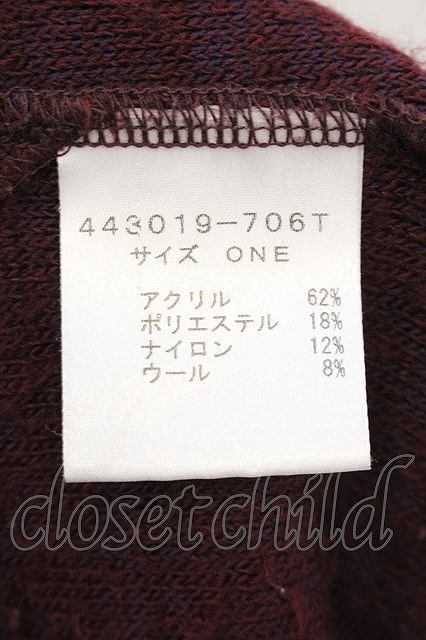 443019-706T
サイズ ONE
アクリル 62%
ポリエステル 18%
ナイロン 12%
ウール 8%
closetchild